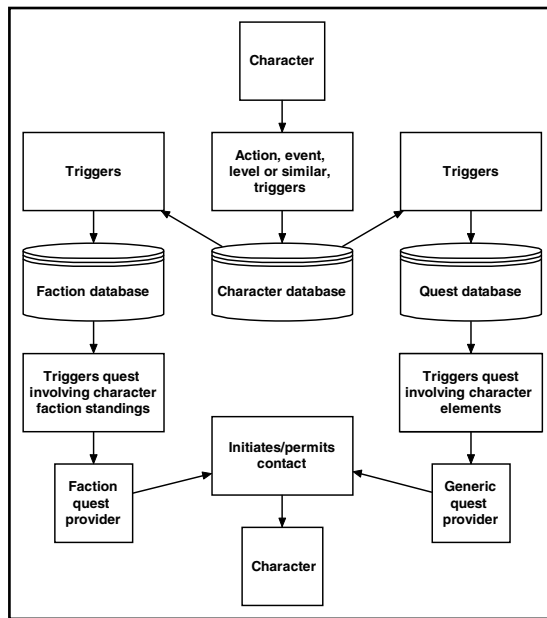 Character
Triggers
Action, event,
level or similar,
triggers
Triggers
Faction database
Character database
Quest database
Triggers quest
involving character
faction standings
Triggers quest
involving character
elements
Initiates/permits
contact
Faction
quest
provider
Generic
quest
provider
Character